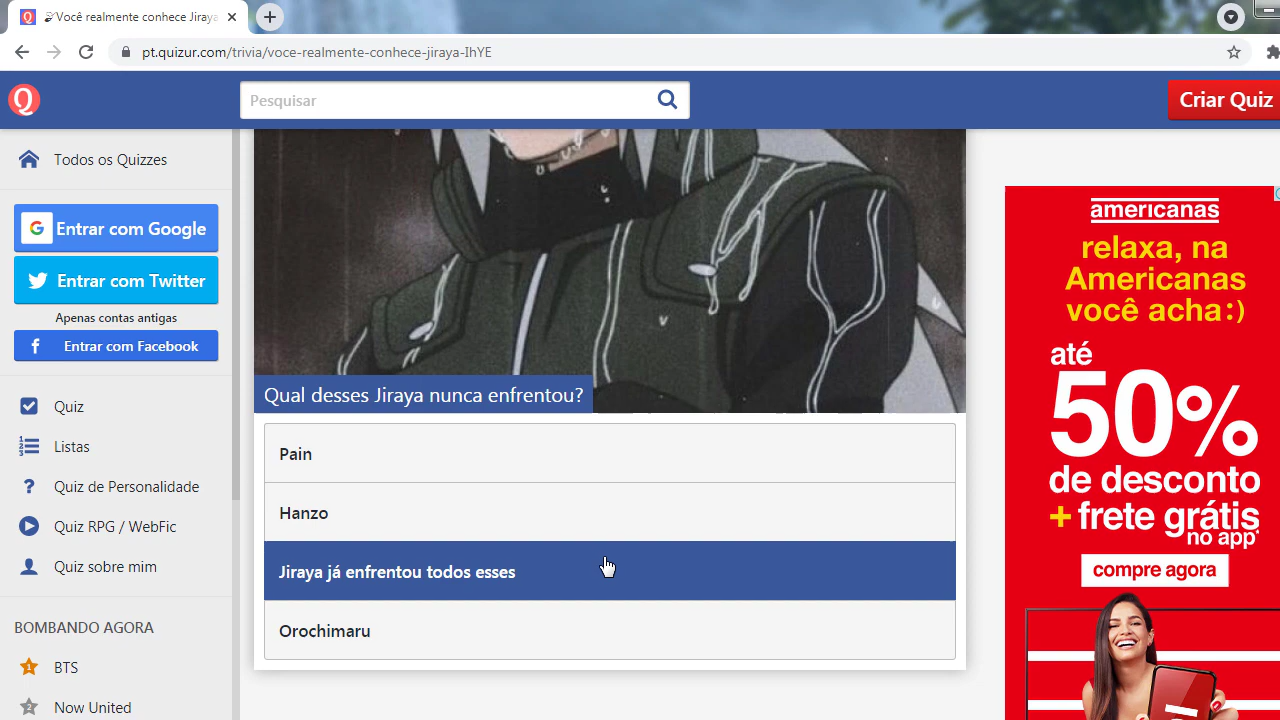 Você realmente conhece Jiraya
pt.quizur.com/trivia/voce-realmente-conhece-jiraya-IhYE
Q
Pesquisar
Criar Quiz
Todos os Quizzes
G Entrar com Google
Entrar com Twitter
Apenas contas antigas
f Entrar com Facebook
Quiz
Listas
? Quiz de Personalidade
Quiz RPG / WebFic
Quiz sobre mim
BOMBANDO AGORA
1 BTS
2 Now United
Qual desses Jiraya nunca enfrentou?
Pain
Hanzo
Jiraya já enfrentou todos esses
Orochimaru
americanas
relaxa, na
Americanas
você acha:)
até
50%
de desconto
+ frete grátis
no app*
compre agora